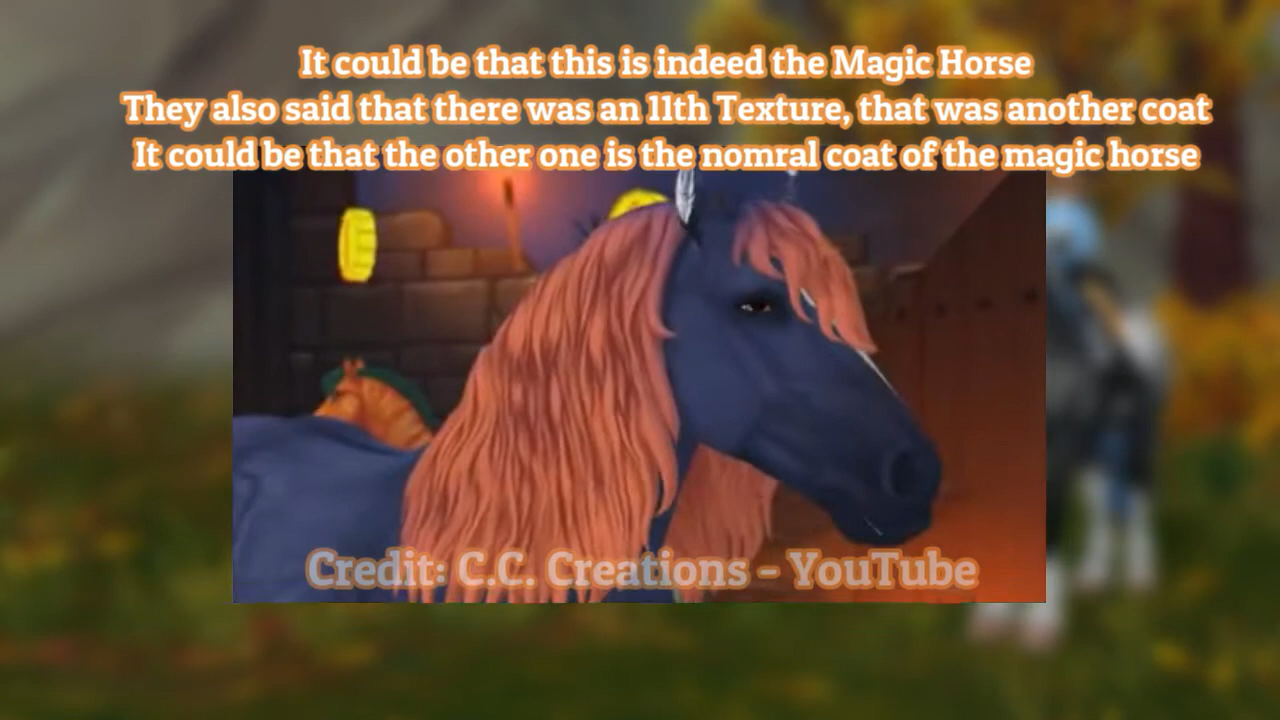 It could be that this is indeed the Magic Horse
They also said that there was an 11th Texture, that was another coat
It could be that the other one is the nomral coat of the magic horse
Credit: C.C. Creations - YouTube